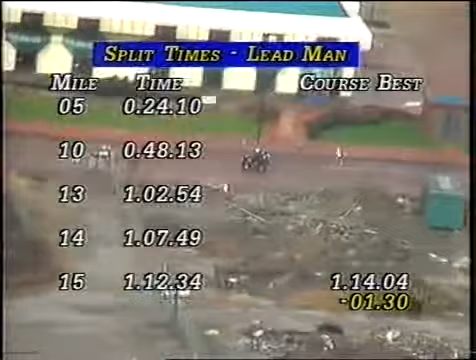 SPLIT TIMES - LEAD MAN
MILE TIME COURSE BEST
05 0.24.10
10 0.48.13
13 1.02.54
14 1.07.49
15 1.12.34 1.14.04
-01.30